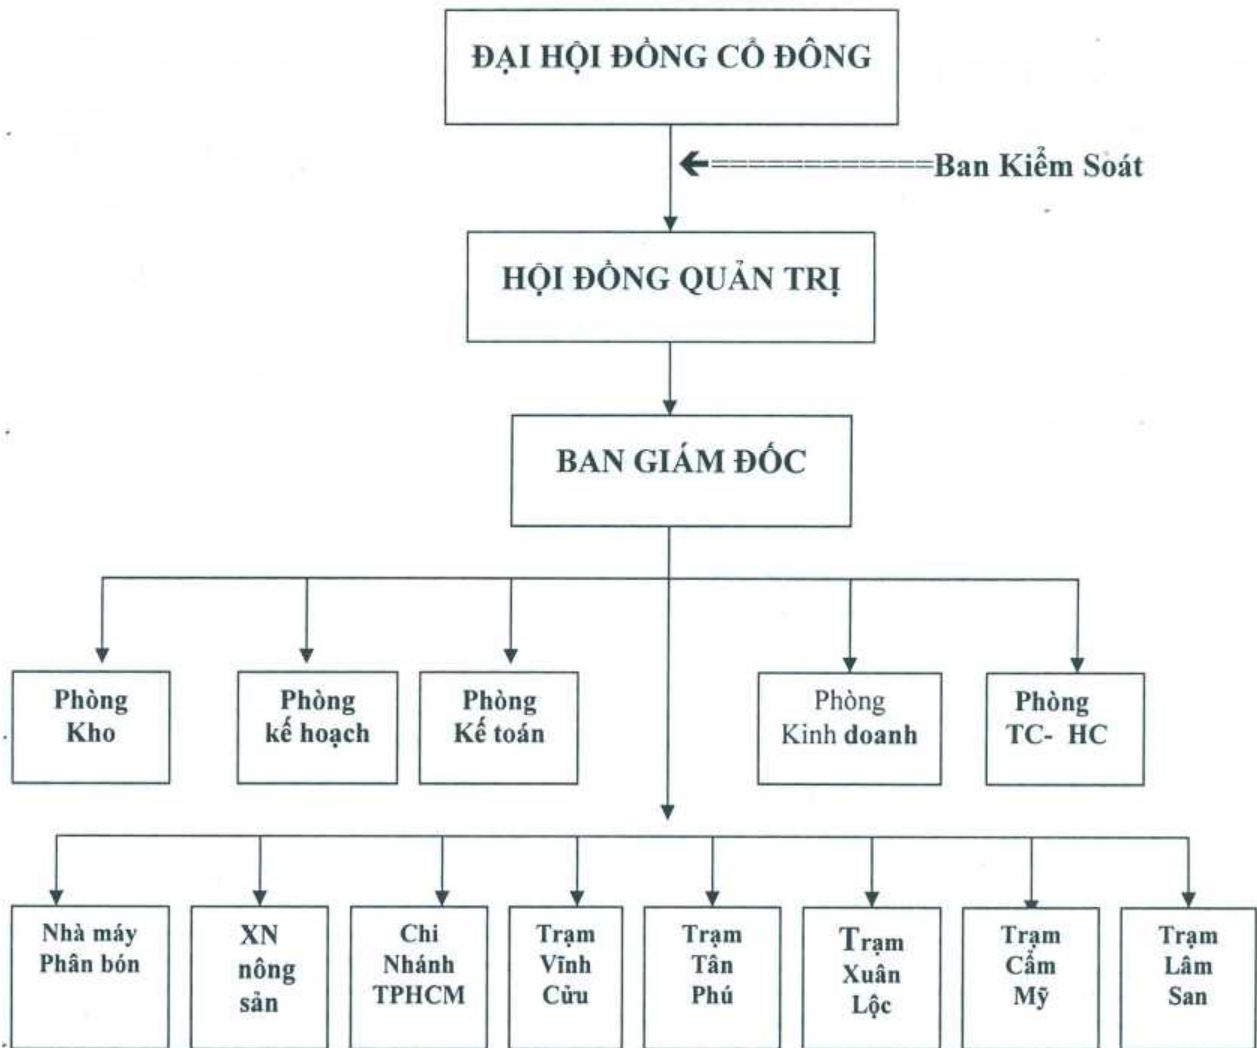 ĐẠI HỘI ĐỒNG CỔ ĐÔNG
Ban Kiểm Soát
HỘI ĐỒNG QUẢN TRỊ
BAN GIÁM ĐỐC
Phòng
Kho
Phòng
kế hoạch
Phòng
Kế toán
Phòng
Kinh doanh
Phòng
TC- HC
Nhà máy
Phân bón
XN
nông
sản
Chi
Nhánh
TPHCM
Trạm
Vĩnh
Cửu
Trạm
Tân
Phú
Trạm
Xuân
Lộc
Trạm
Cẩm
Mỹ
Trạm
Lâm
San